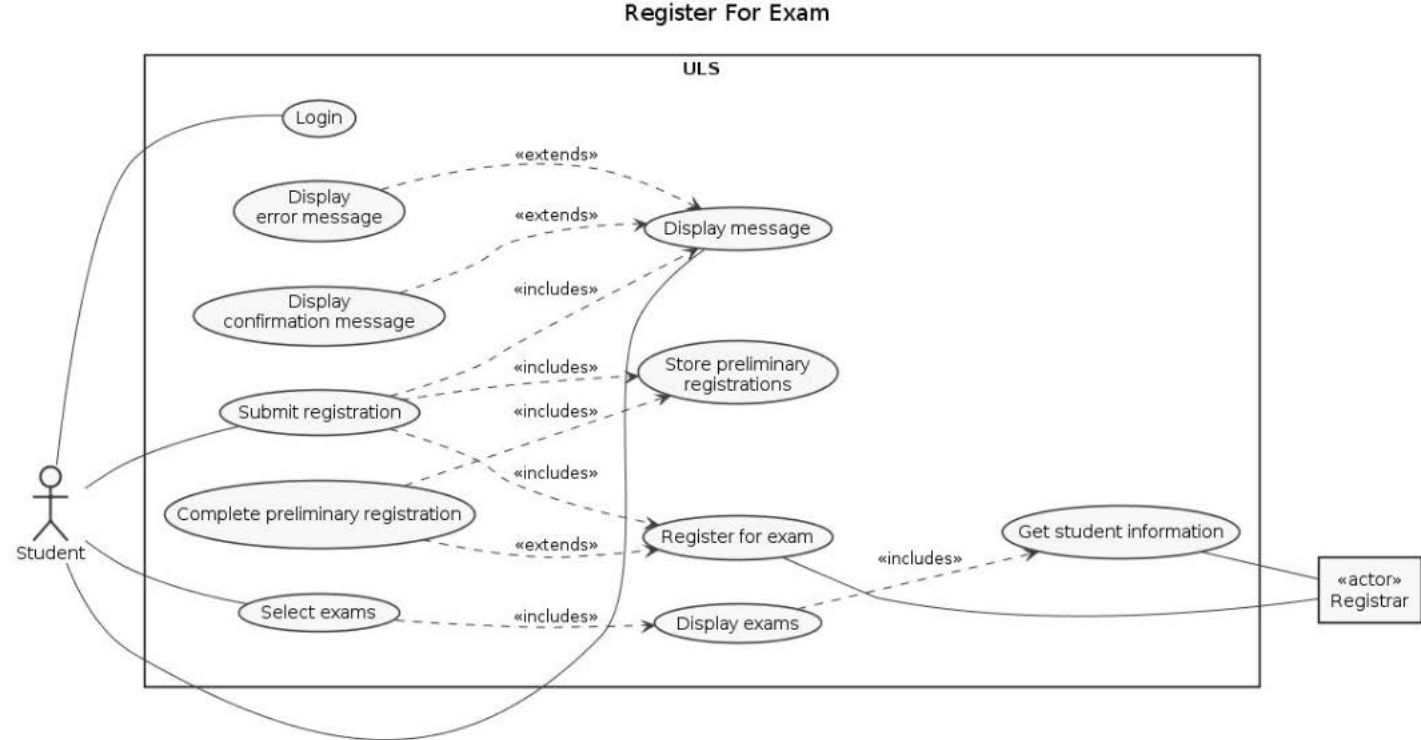 Register For Exam
ULS
Login
«extends»
Display
error message
«extends»
Display message
«includes»
Display
confirmation message
Store preliminary
registrations
«includes»
Submit registration
«includes»
«includes»
Complete preliminary registration
Get student information
Register for exam
«extends»
Student
«includes»
«actor»
Registrar
Select exams
«includes»
Display exams